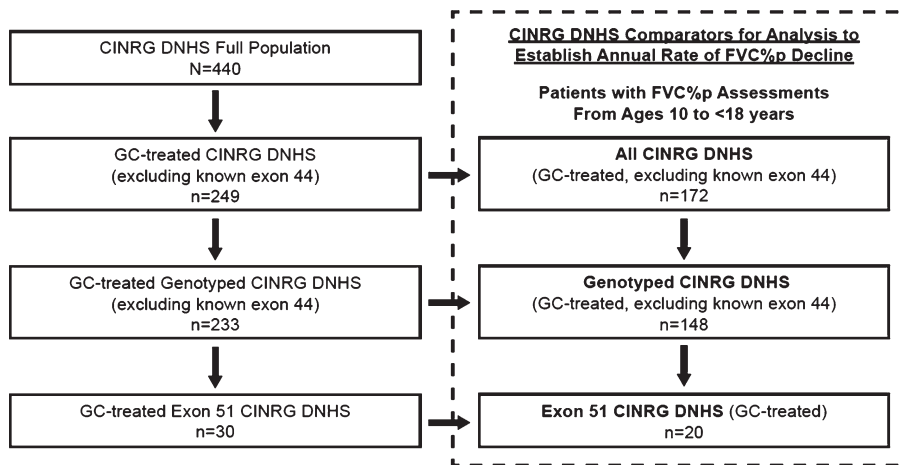 CINRG DNHS Full Population
N=440
GC-treated CINRG DNHS
(excluding known exon 44)
n=249
GC-treated Genotyped CINRG DNHS
(excluding known exon 44)
n=233
GC-treated Exon 51 CINRG DNHS
n=30
CINRG DNHS Comparators for Analysis to
Establish Annual Rate of FVC%p Decline
Patients with FVC%p Assessments
From Ages 10 to <18 years
All CINRG DNHS
(GC-treated, excluding known exon 44)
n=172
Genotyped CINRG DNHS
(GC-treated, excluding known exon 44)
n=148
Exon 51 CINRG DNHS (GC-treated)
n=20